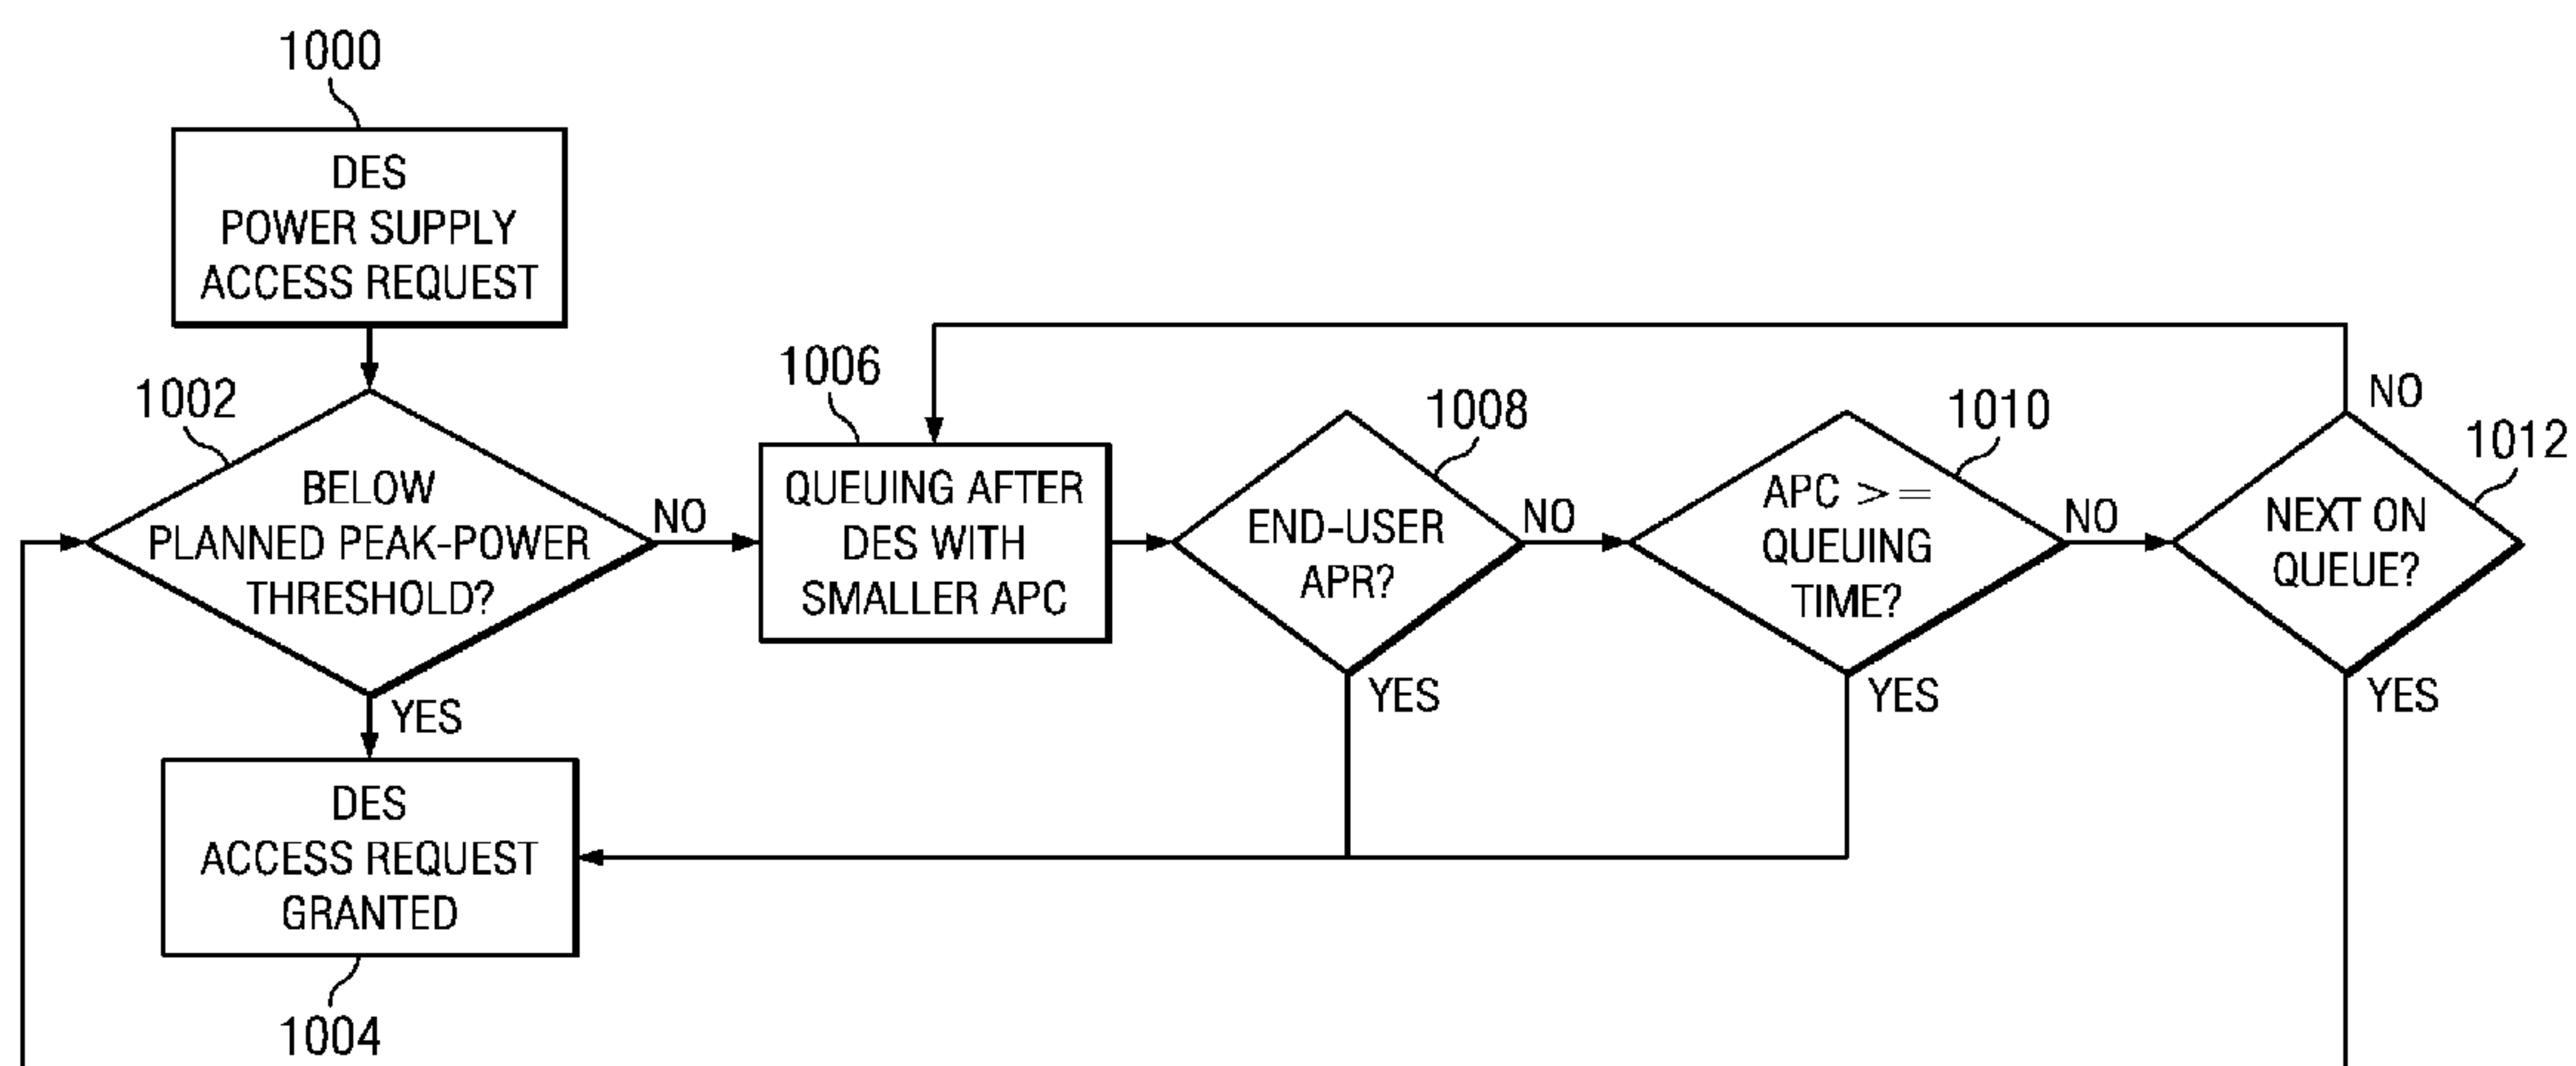 1000
DES
POWER SUPPLY
ACCESS REQUEST
1002
BELOW
PLANNED PEAK-POWER
THRESHOLD?
NO
YES
DES
ACCESS REQUEST
GRANTED
1004
1006
QUEUING AFTER
DES WITH
SMALLER APC
1008
END-USER
APR?
NO
YES
1010
APC >=
QUEUING
TIME?
NO
YES
1012
NEXT ON
QUEUE?
NO
YES